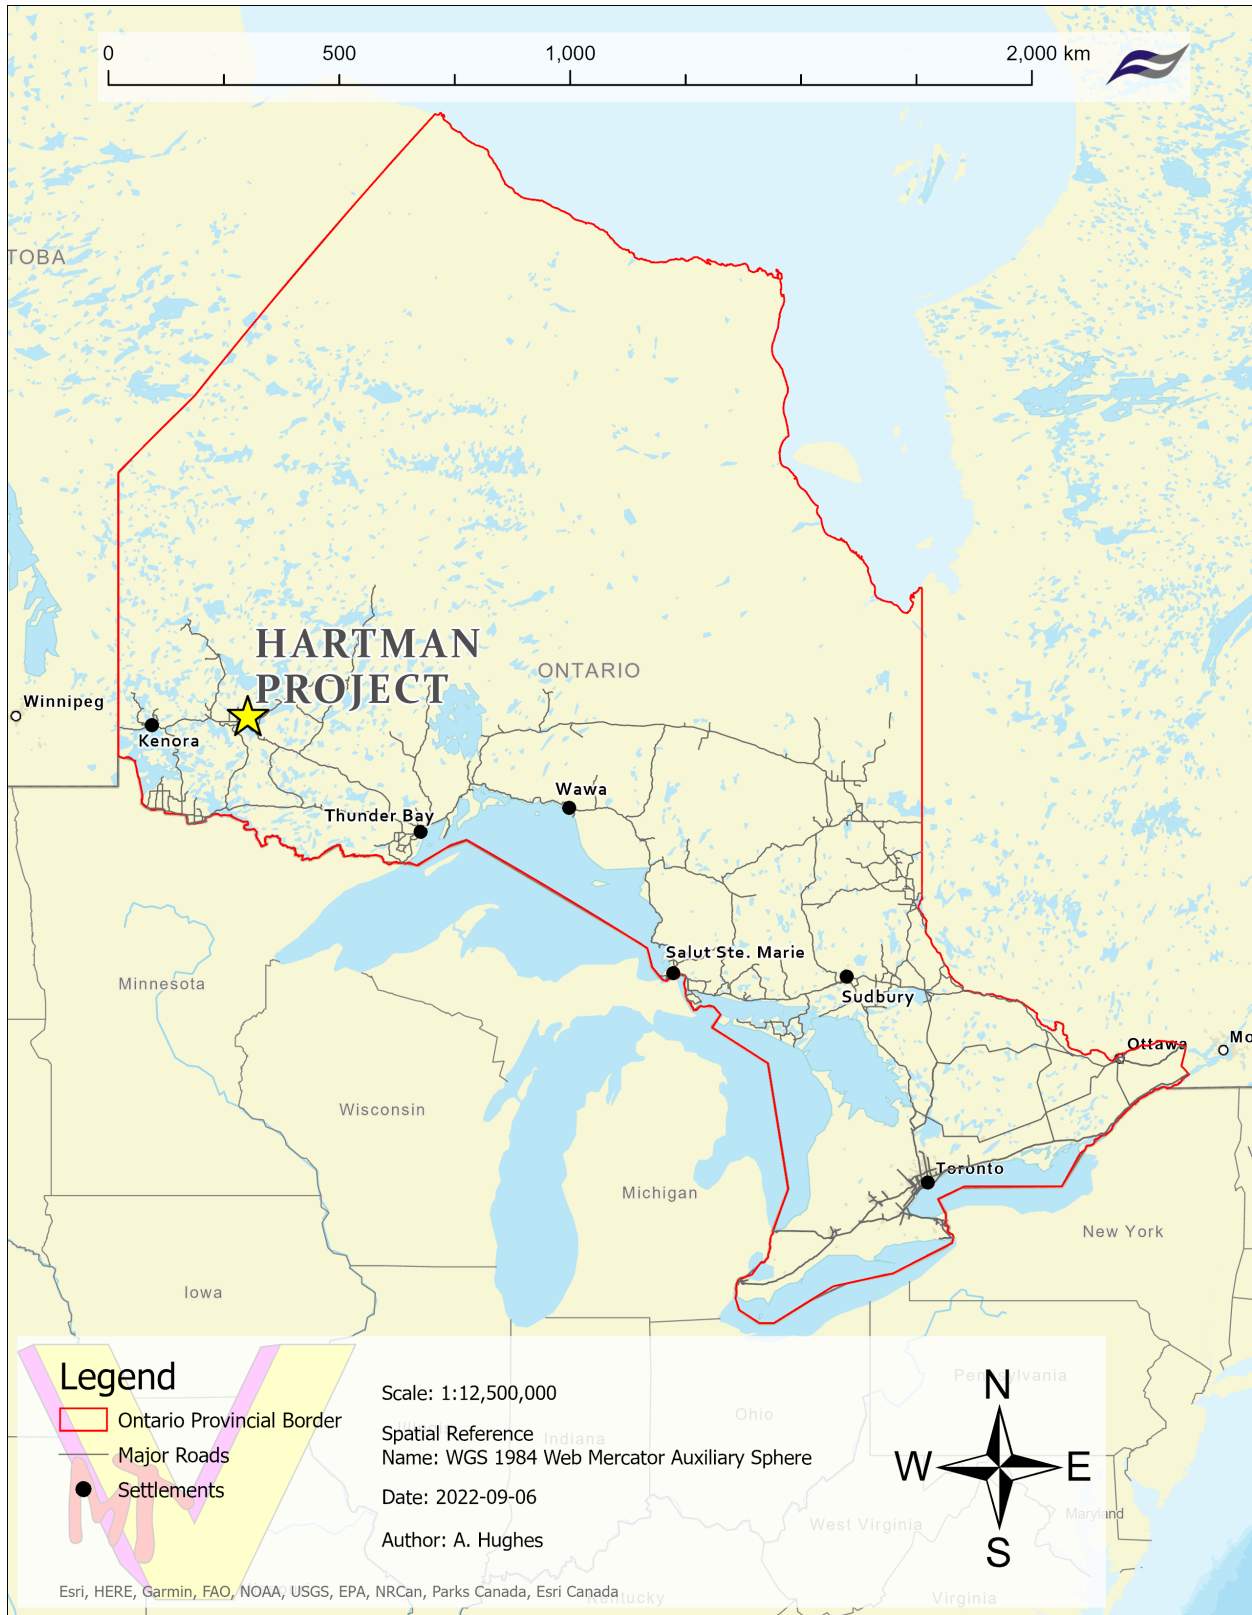 0 500 1,000 2,000 km
TOBA
HARTMAN
PROJECT
ONTARIO
Winnipeg
Kenora
Wawa
Thunder Bay
Salut Ste. Marie
Minnesota
Sudbury
Ottawa
Mo
Wisconsin
Toronto
Michigan
New York
Iowa
Legend
Ontario Provincial Border
Major Roads
Settlements
Scale: 1:12,500,000
Spatial Reference
Name: WGS 1984 Web Mercator Auxiliary Sphere
Date: 2022-09-06
Author: A. Hughes
N
W E
S
Pennsylvania
Ohio
Indiana
West Virginia
Maryland
Kentucky
Virginia
Esri, HERE, Garmin, FAO, NOAA, USGS, EPA, NRCan, Parks Canada, Esri Canada